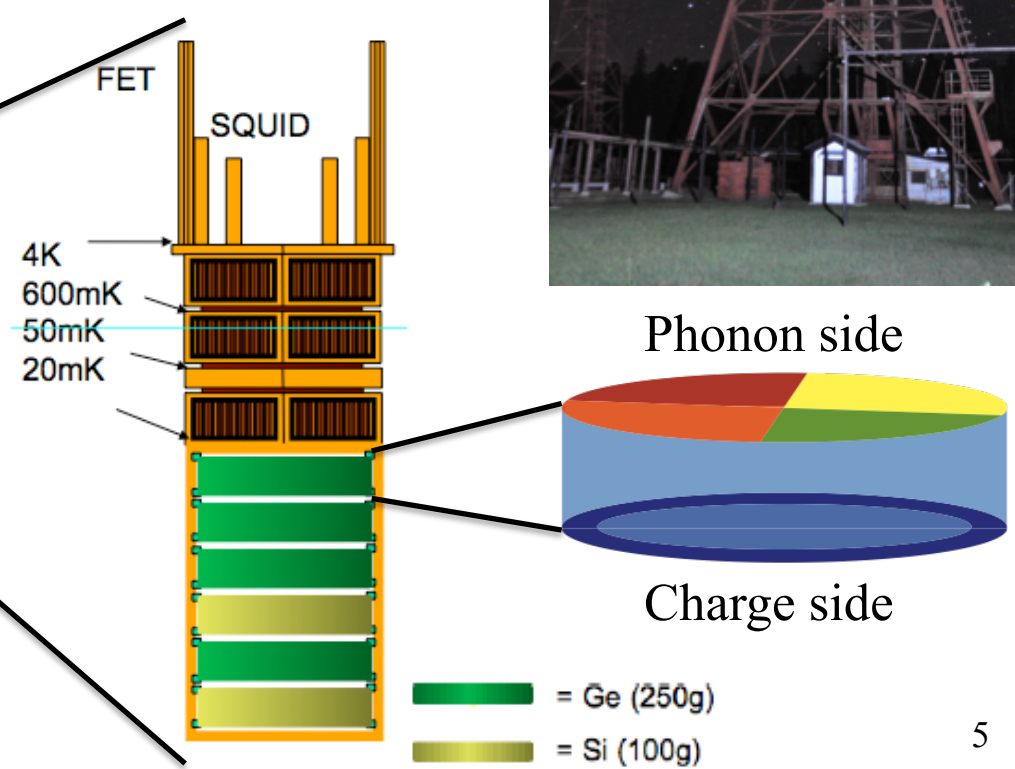 FET
SQUID
4K
600mK
50mK
20mK
Phonon side
Charge side
= Ge (250g)
= Si (100g)
5